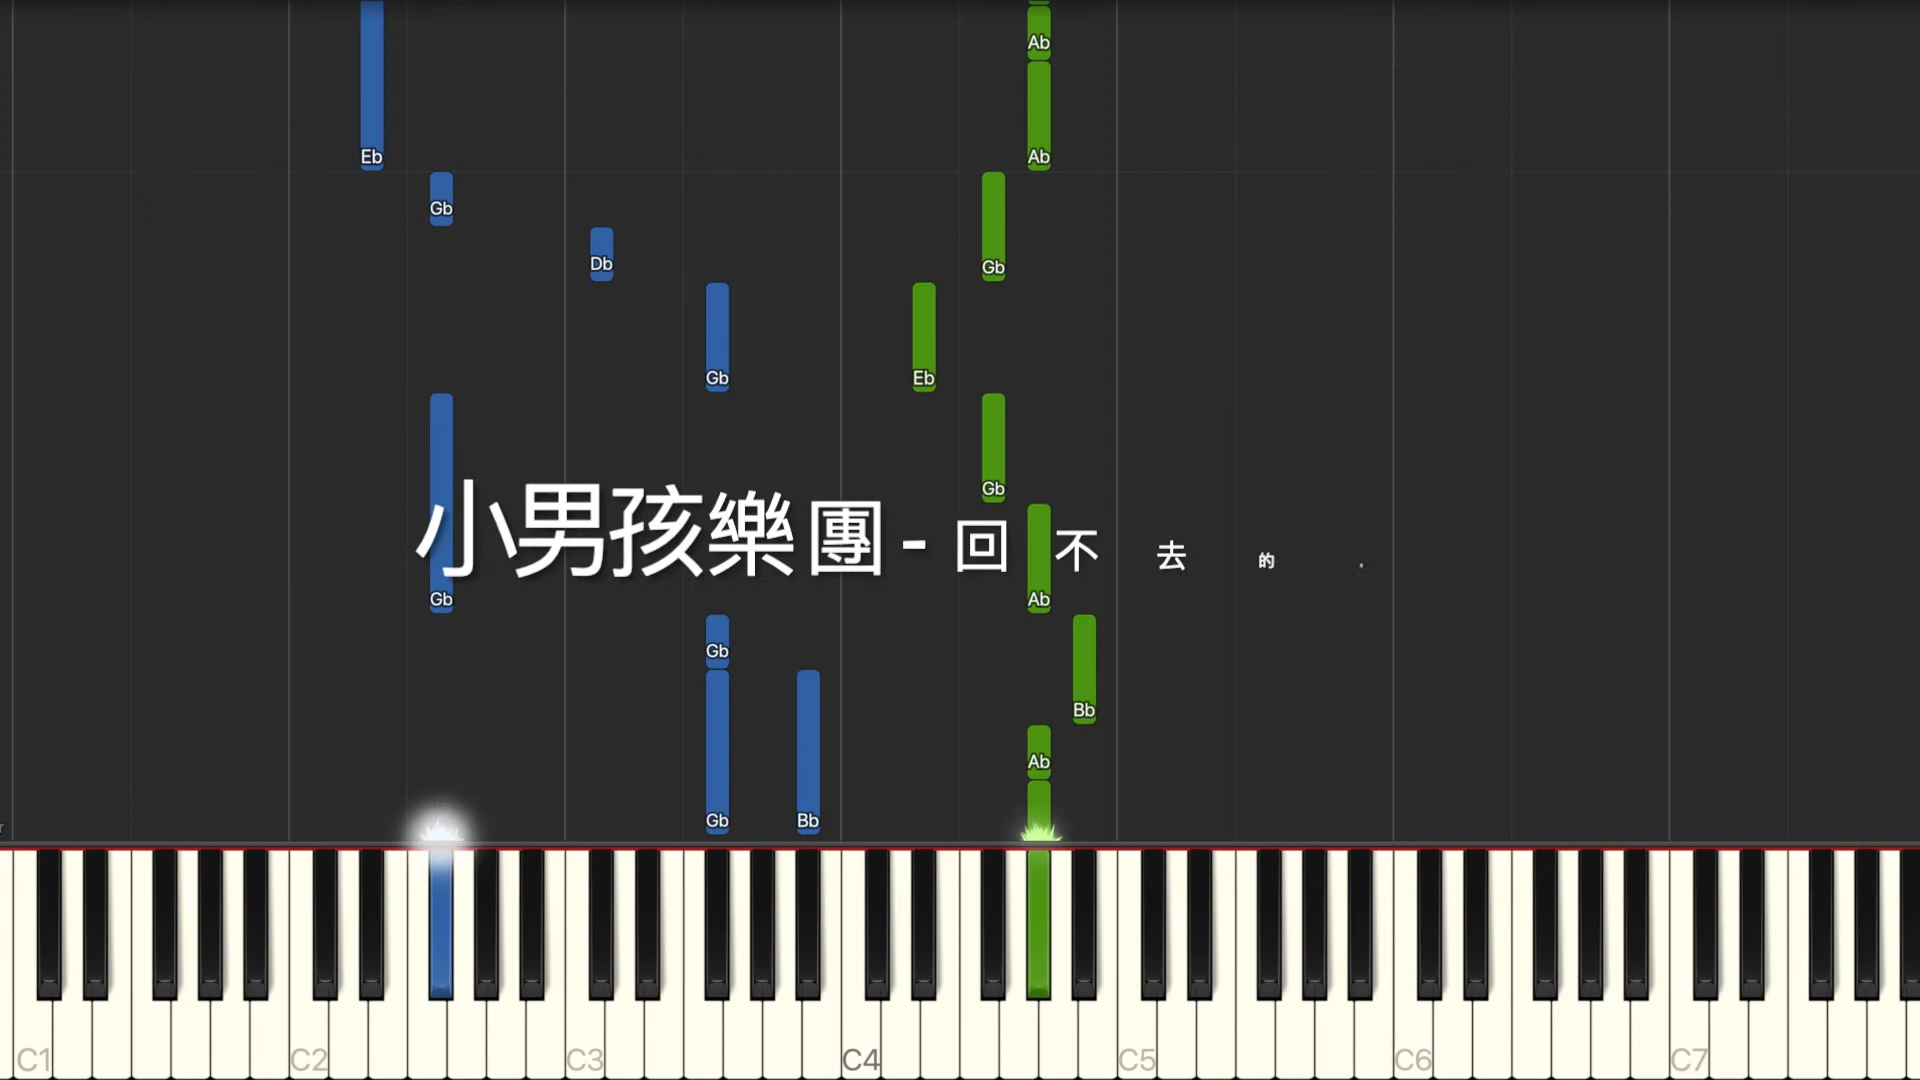 Ab
Eb Ab
Gb
Db Gb
Gb Eb
Gb
小男孩樂團 - 回不去的
Gb Ab
Gb
Bb
Ab
Gb Bb
C1 C2 C3 C4 C5 C6 C7